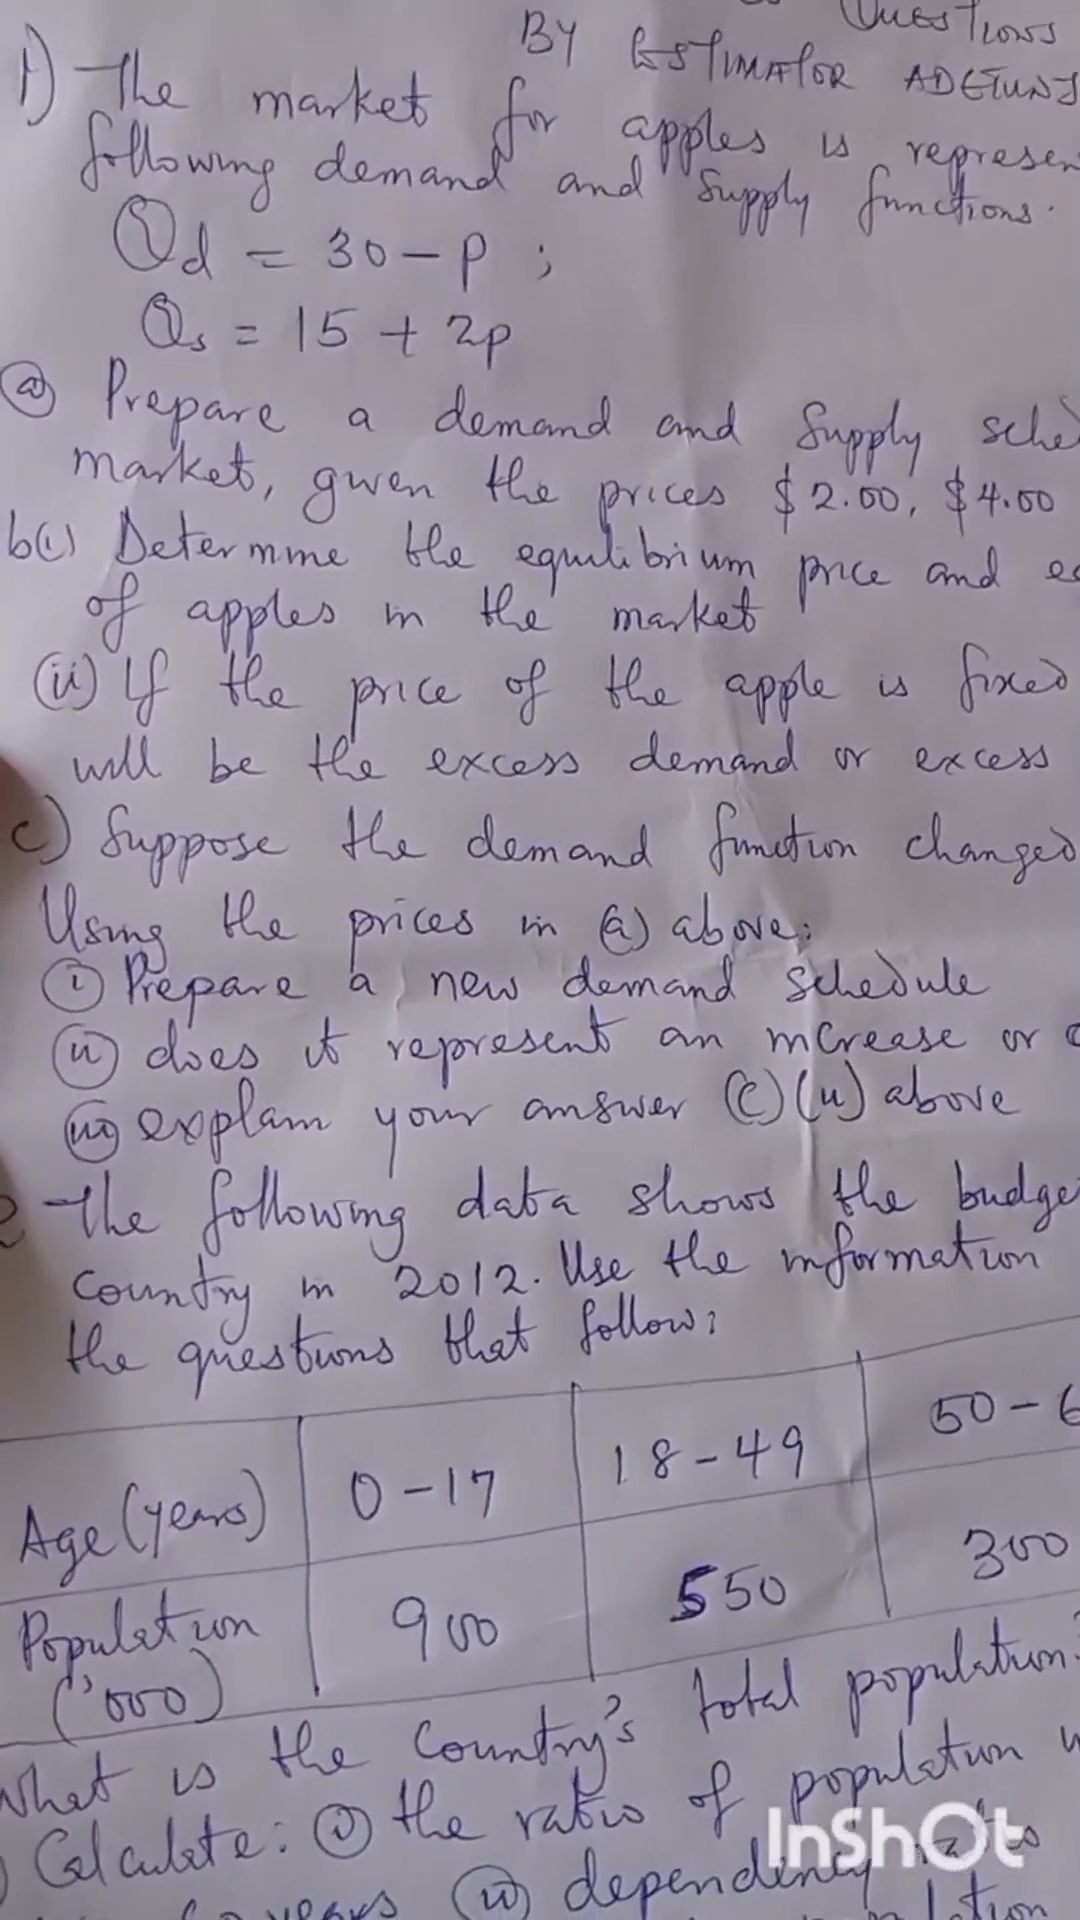 QUESTIONS
BY ESTIMATOR ADETUNJ
1) The market for apples is represen
following demand and supply functions.
Qd = 30 - P ;
Qs = 15 + 2p
(a) Prepare a demand and Supply sched
market, given the prices $2.00, $4.00
b(i) Determine the equilibrium price and e
of apples in the market
(ii) If the price of the apple is fixed
will be the excess demand or excess
c) Suppose the demand function changed
Using the prices in (a) above:
(i) Prepare a new demand schedule
(ii) does it represent an increase or
(iii) explain your answer (c)(ii) above
2 The following data shows the budge
country in 2012. Use the information
the questions that follow:
Age (years) 0-17 18-49 50-6
Population ('000) 900 550 300
What is the Country's total population?
Calculate: (i) the ratio of population
years (ii) dependency
InShOt